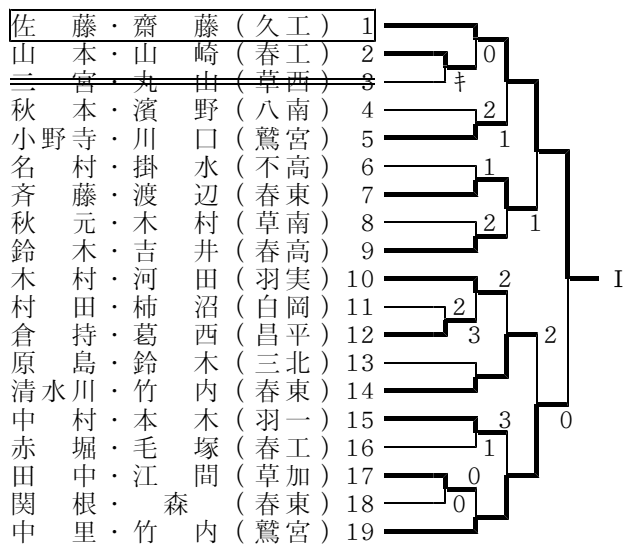 佐藤・齋藤(久工) 1
山本・山崎(春工) 2 0
二宮・丸山(草西) 3 キ
秋本・濱野(八南) 4 2
小野寺・川口(鷲宮) 5 1
名村・掛水(不高) 6 1
斉藤・渡辺(春東) 7
秋元・木村(草南) 8 2 1
鈴木・吉井(春高) 9
木村・河田(羽実) 10 2 I
村田・柿沼(白岡) 11 2
倉持・葛西(昌平) 12 3 2
原島・鈴木(三北) 13
清水川・竹内(春東) 14
中村・本木(羽一) 15 3 0
赤堀・毛塚(春工) 16 1
田中・江間(草加) 17 0
関根・森(春東) 18 0
中里・竹内(鷲宮) 19